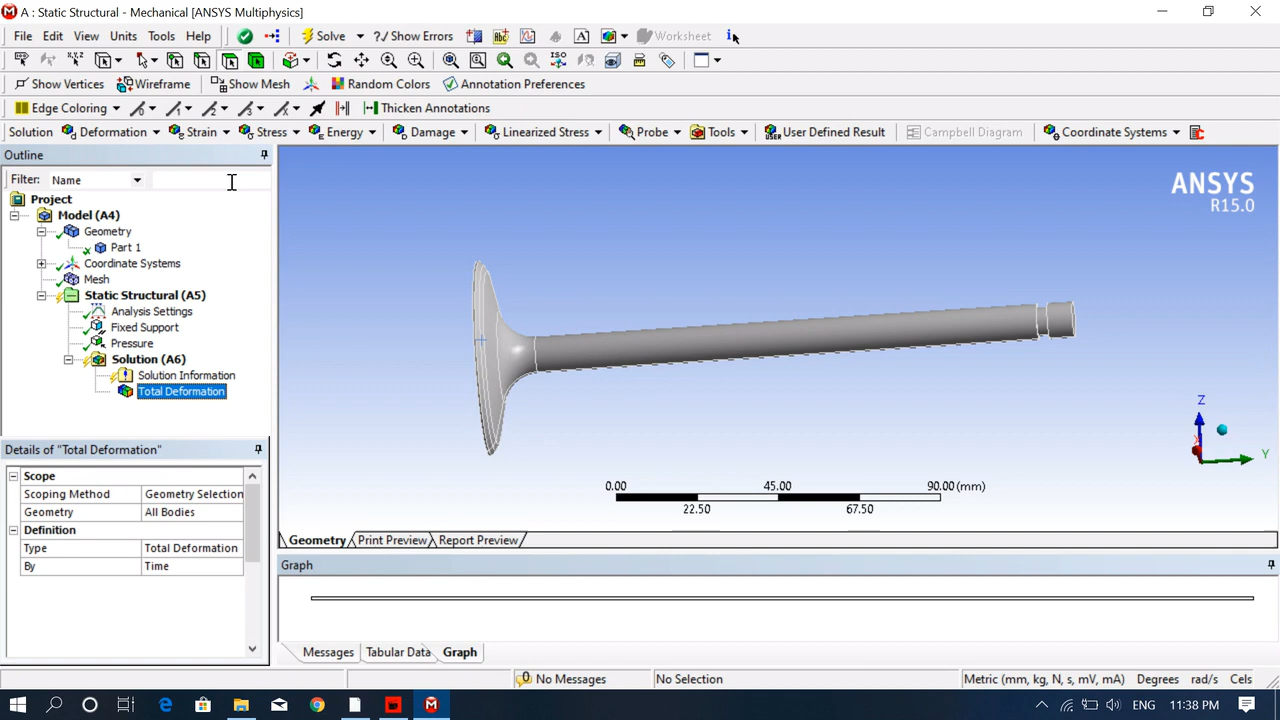 A : Static Structural - Mechanical [ANSYS Multiphysics]
File Edit View Units Tools Help Solve ?/ Show Errors Worksheet
Show Vertices Wireframe Show Mesh Random Colors Annotation Preferences
Edge Coloring Thicken Annotations
Solution Deformation Strain Stress Energy Damage Linearized Stress Probe Tools User Defined Result Campbell Diagram Coordinate Systems
Outline
Filter: Name
Project
Model (A4)
Geometry
Part 1
Coordinate Systems
Mesh
Static Structural (A5)
Analysis Settings
Fixed Support
Pressure
Solution (A6)
Solution Information
Total Deformation
Details of "Total Deformation"
Scope
Scoping Method Geometry Selection
Geometry All Bodies
Definition
Type Total Deformation
By Time
ANSYS
R15.0
Z
X
Y
0.00 45.00 90.00 (mm)
22.50 67.50
Geometry Print Preview Report Preview
Graph
Messages Tabular Data Graph
0 No Messages No Selection Metric (mm, kg, N, s, mV, mA) Degrees rad/s Cels
ENG 11:38 PM